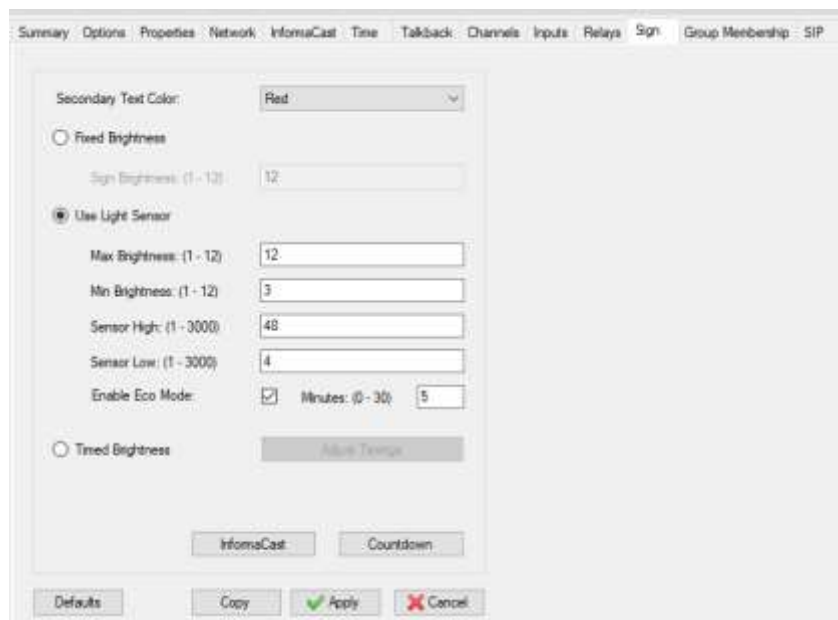 Summary Options Properties Network InformaCast Time Talkback Channels Inputs Relays Sign Group Membership SIP
Secondary Text Color: Red
Fixed Brightness
Sign Brightness: (1 - 12) 12
Use Light Sensor
Max Brightness: (1 - 12) 12
Min Brightness: (1 - 12) 3
Sensor High: (1 - 3000) 48
Sensor Low: (1 - 3000) 4
Enable Eco Mode: Minutes: (0 - 30) 5
Timed Brightness Adjust Timings
InformaCast Countdown
Defaults Copy Apply Cancel